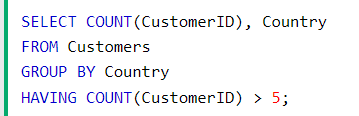 SELECT COUNT(CustomerID), Country
FROM Customers
GROUP BY Country
HAVING COUNT(CustomerID) > 5;